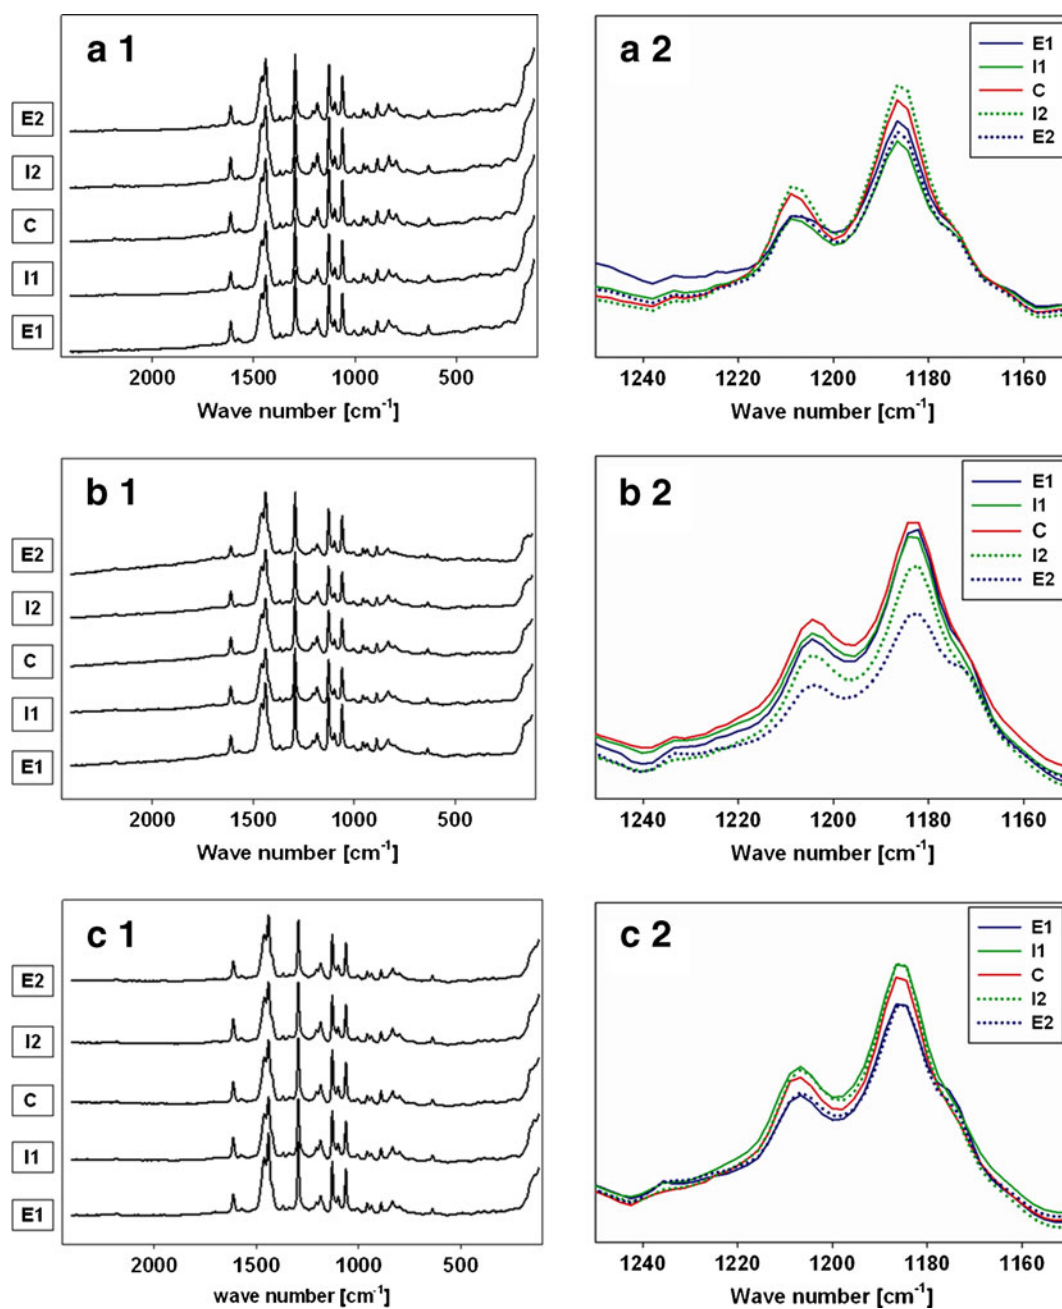 a 1
E2
I2
C
I1
E1
2000 1500 1000 500
Wave number [cm⁻¹]
a 2
E1
I1
C
I2
E2
1240 1220 1200 1180 1160
Wave number [cm⁻¹]
b 1
E2
I2
C
I1
E1
2000 1500 1000 500
Wave number [cm⁻¹]
b 2
E1
I1
C
I2
E2
1240 1220 1200 1180 1160
Wave number [cm⁻¹]
c 1
E2
I2
C
I1
E1
2000 1500 1000 500
wave number [cm⁻¹]
c 2
E1
I1
C
I2
E2
1240 1220 1200 1180 1160
Wave number [cm⁻¹]